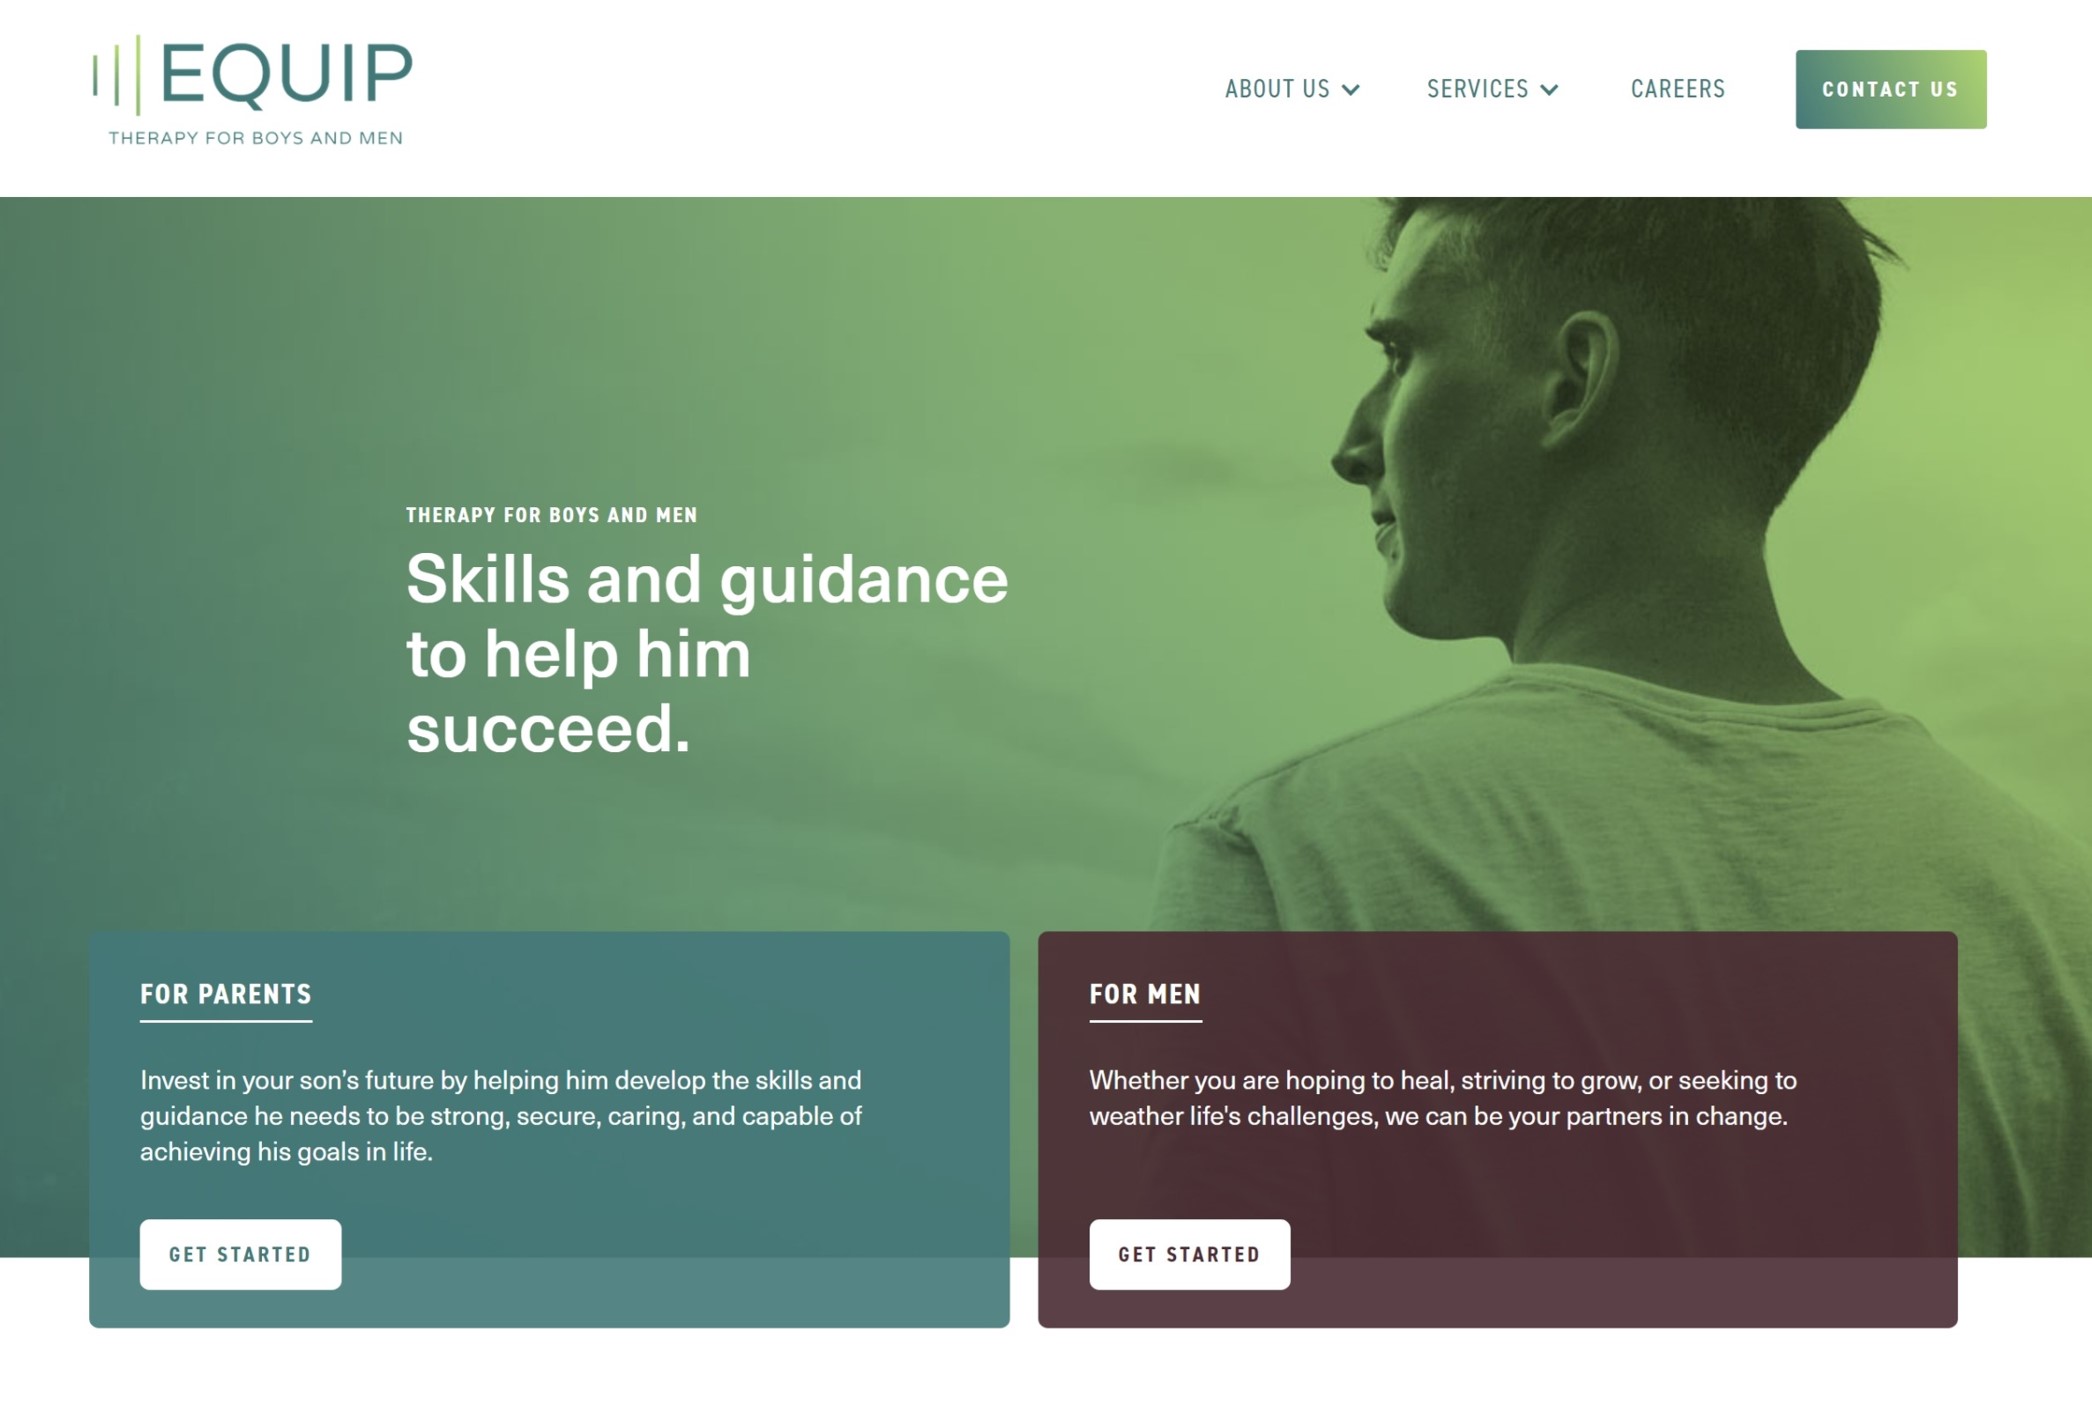 EQUIP
THERAPY FOR BOYS AND MEN
ABOUT US
SERVICES
CAREERS
CONTACT US
THERAPY FOR BOYS AND MEN
Skills and guidance
to help him
succeed.
FOR PARENTS
Invest in your son’s future by helping him develop the skills and
guidance he needs to be strong, secure, caring, and capable of
achieving his goals in life.
GET STARTED
FOR MEN
Whether you are hoping to heal, striving to grow, or seeking to
weather life's challenges, we can be your partners in change.
GET STARTED